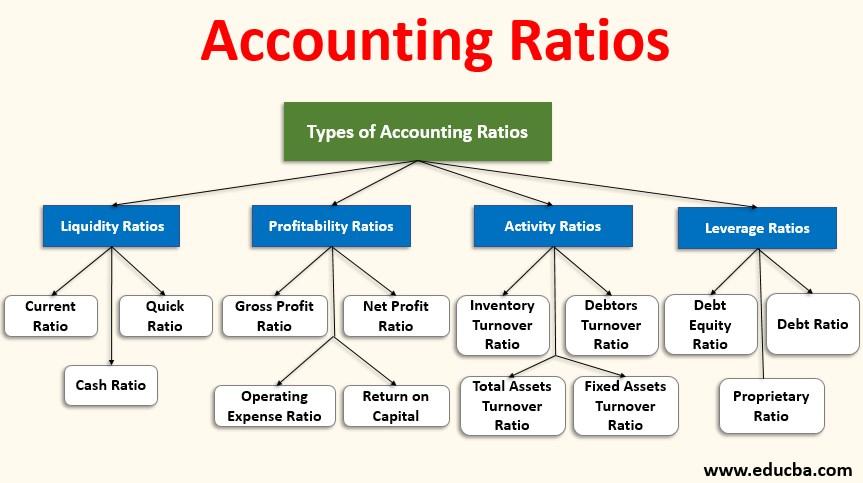 Accounting Ratios
Types of Accounting Ratios
Liquidity Ratios
Profitability Ratios
Activity Ratios
Leverage Ratios
Current
Ratio
Quick
Ratio
Cash Ratio
Gross Profit
Ratio
Net Profit
Ratio
Operating
Expense Ratio
Return on
Capital
Inventory
Turnover
Ratio
Debtors
Turnover
Ratio
Total Assets
Turnover
Ratio
Fixed Assets
Turnover
Ratio
Debt
Equity
Ratio
Debt Ratio
Proprietary
Ratio
www.educba.com